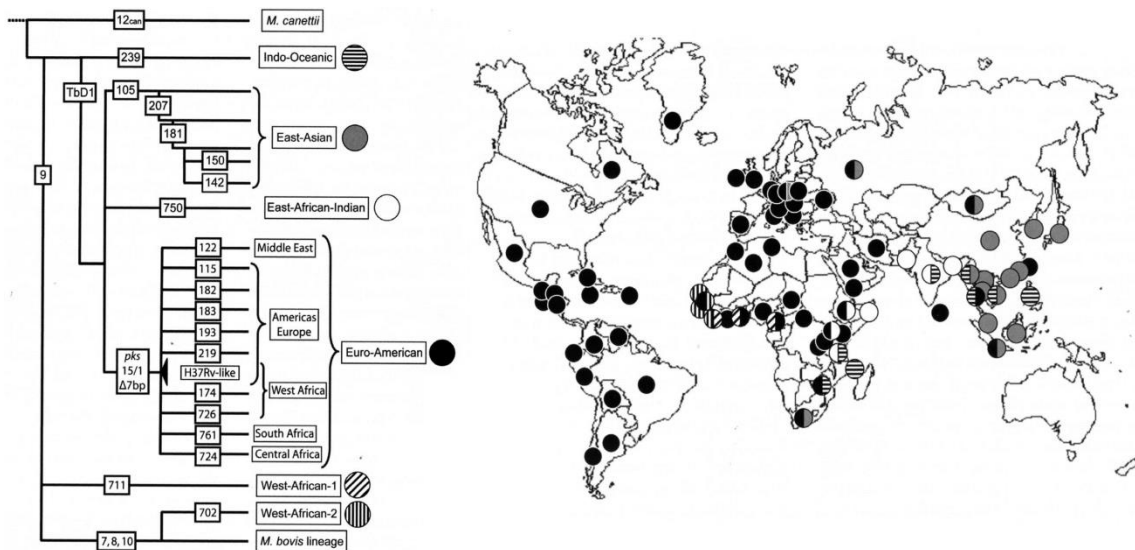 12can
M. canettii
239
Indo-Oceanic
TbD1
105
207
181
East-Asian
150
142
9
750
East-African-Indian
122
Middle East
115
182
183
Americas
Europe
193
219
Euro-American
pks
15/1
Δ7bp
H37Rv-like
174
West Africa
726
761
South Africa
724
Central Africa
711
West-African-1
702
West-African-2
7, 8, 10
M. bovis lineage